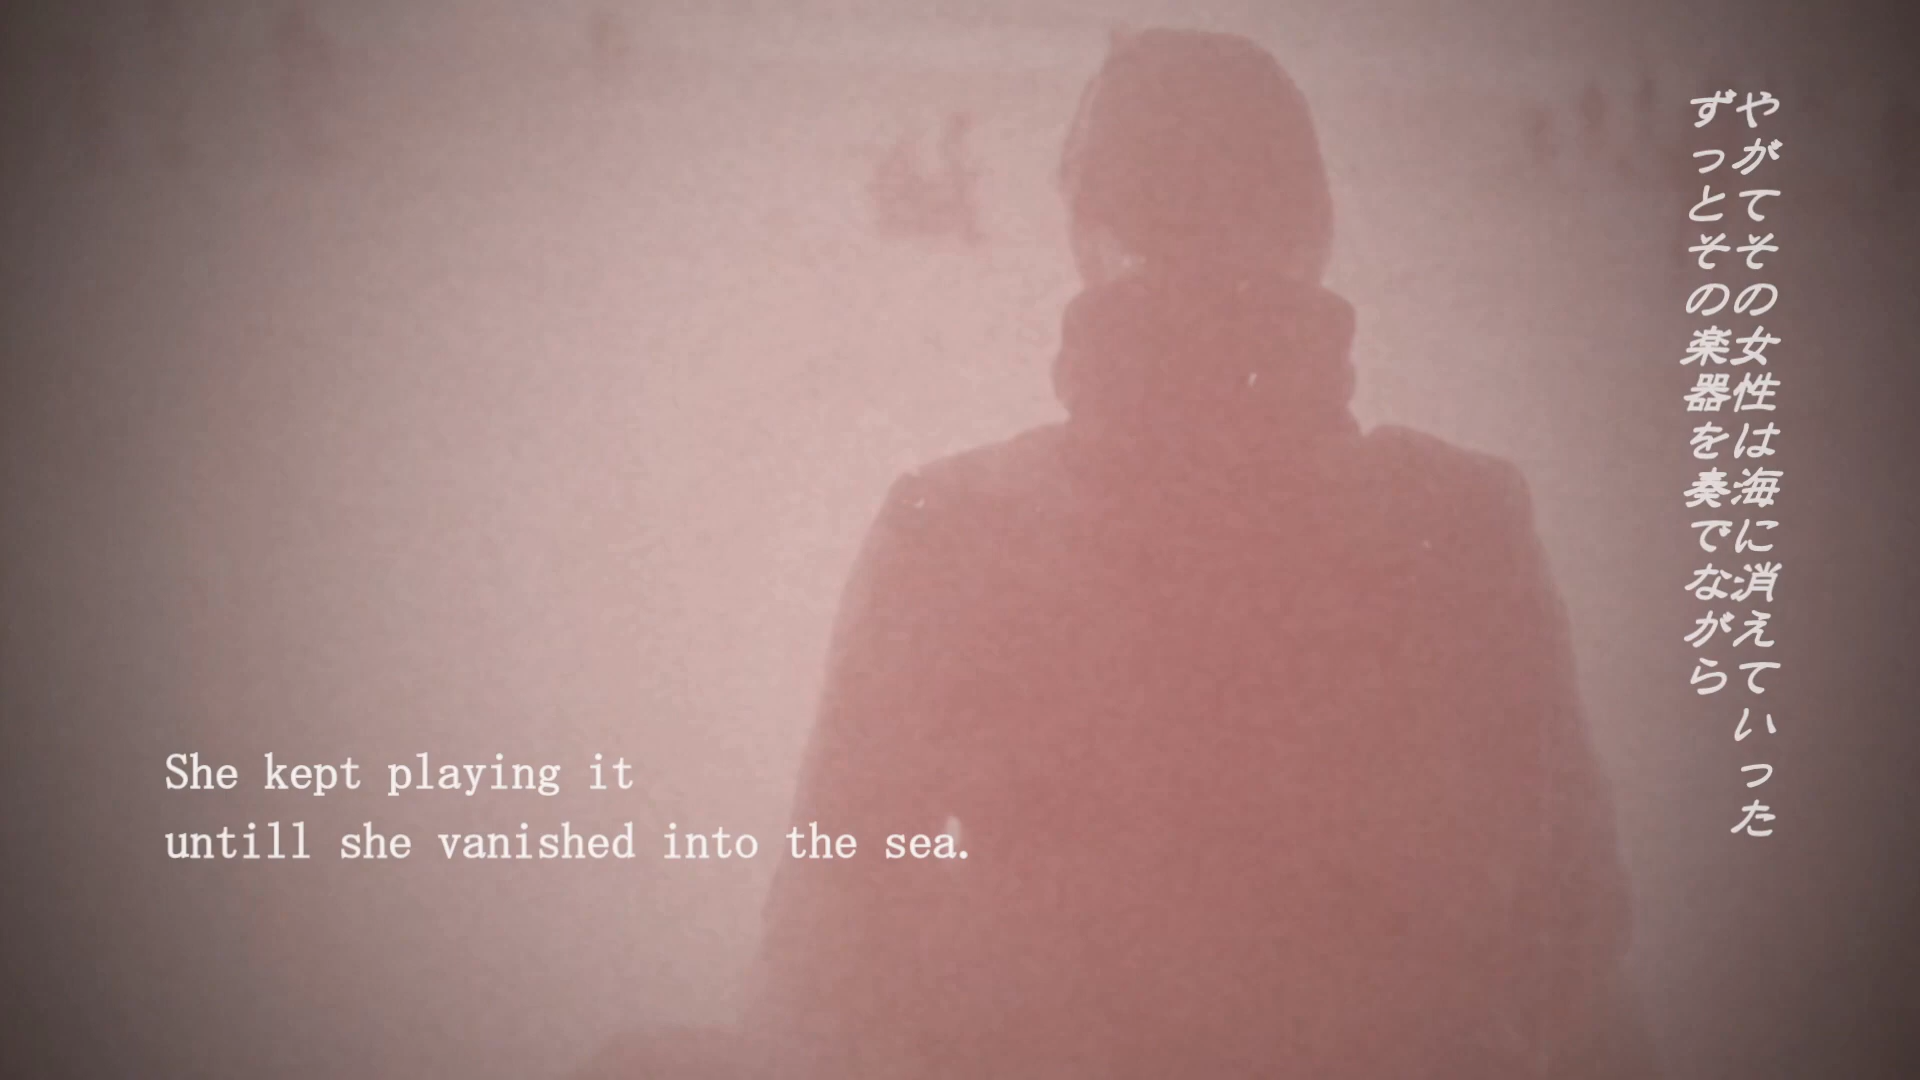 やがてその女性は海に消えていった
ずっとその楽器を奏でながら
She kept playing it
untill she vanished into the sea.